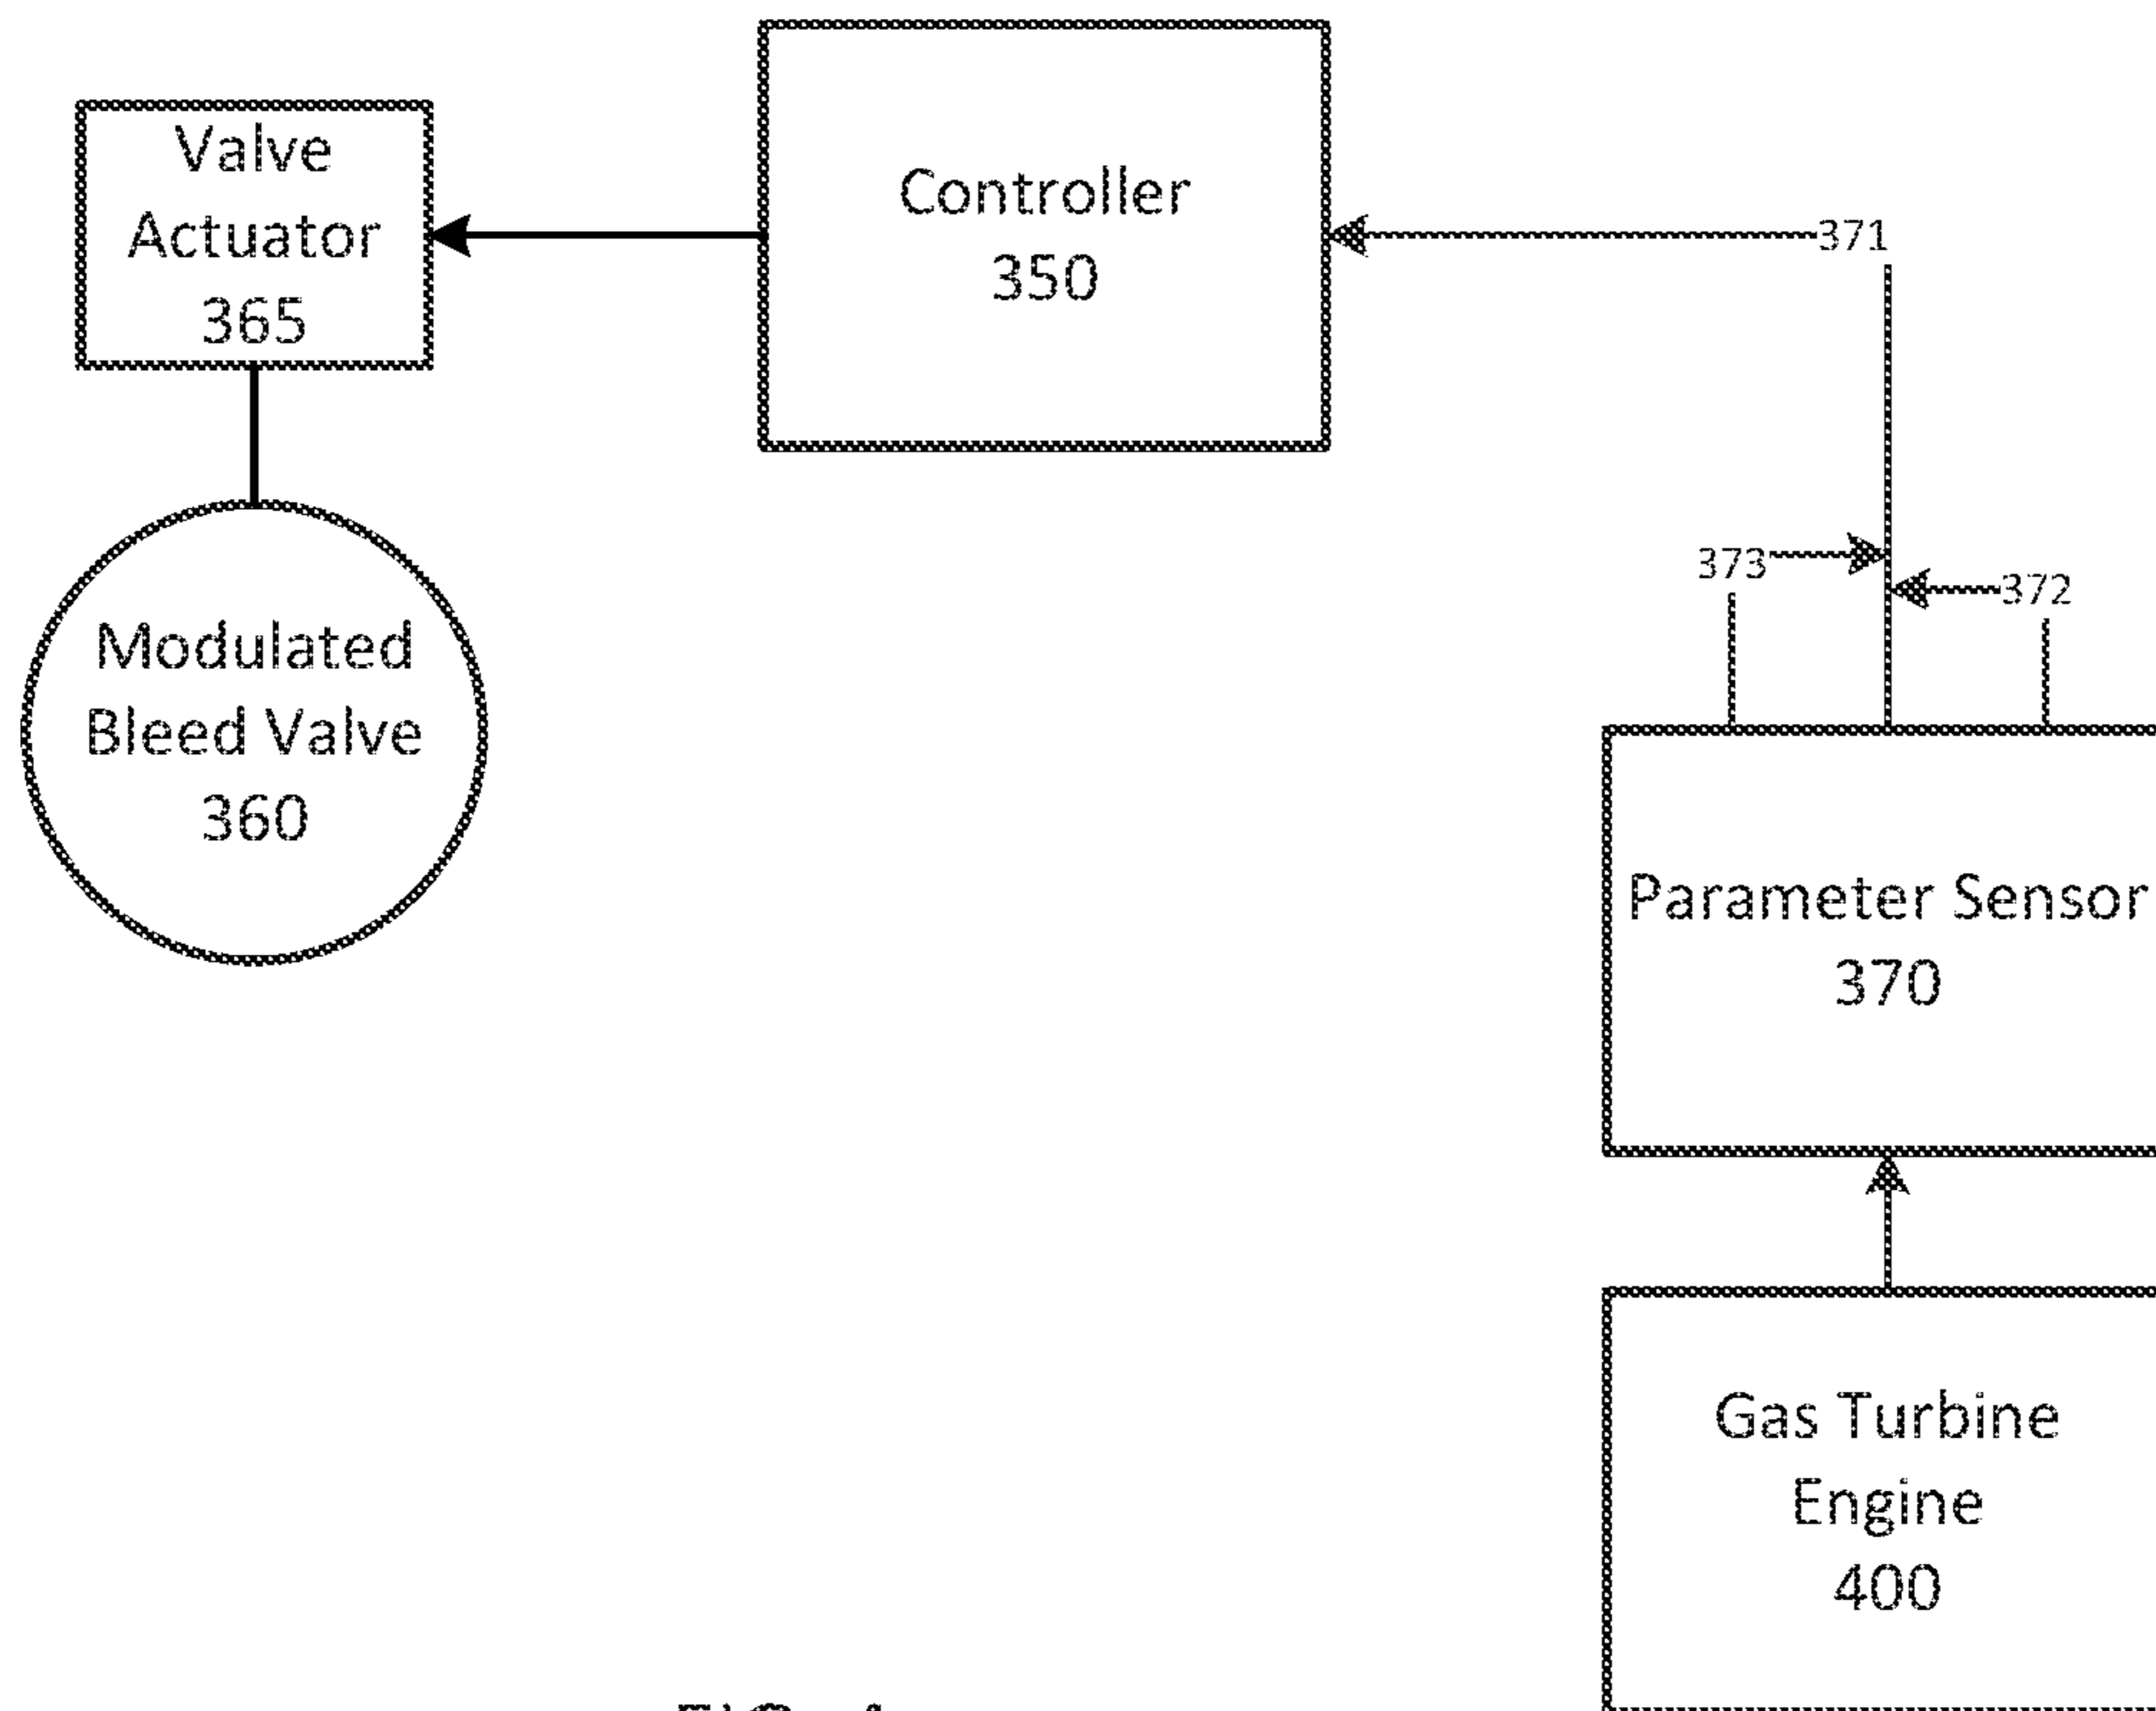 Valve
Actuator
365
Controller
350
371
373
372
Modulated
Bleed Valve
360
Parameter Sensor
370
Gas Turbine
Engine
400